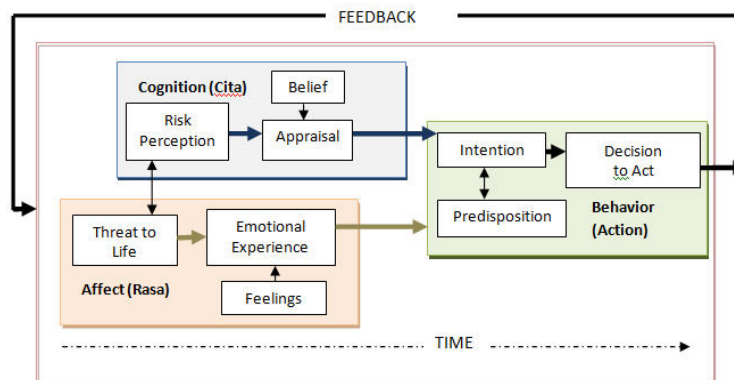 FEEDBACK
Cognition (Cita)
Belief
Risk
Perception
Appraisal
Intention
Decision
to Act
Predisposition
Behavior
(Action)
Threat to
Life
Emotional
Experience
Affect (Rasa)
Feelings
TIME